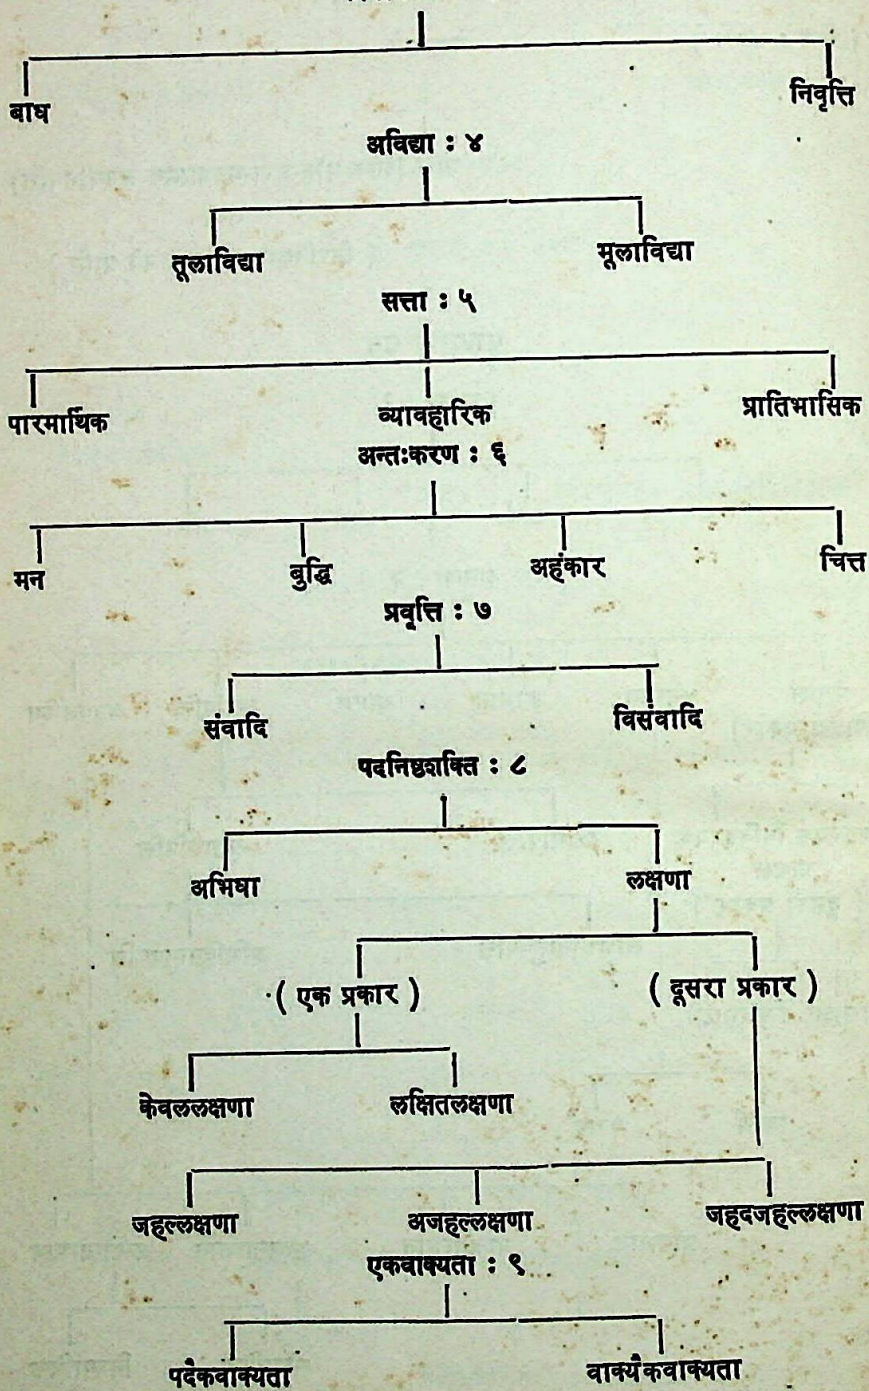 बाध निवृत्ति
अविद्या : ४
तूलाविद्या मूलाविद्या
सत्ता : ५
पारमार्थिक व्यावहारिक प्रातिभासिक
अन्तःकरण : ६
मन बुद्धि अहंकार चित्त
प्रवृत्ति : ७
संवादि विसंवादि
पदनिष्ठशक्ति : ८
अभिधा लक्षणा
( एक प्रकार ) ( दूसरा प्रकार )
केवललक्षणा लक्षितलक्षणा
जहल्लक्षणा अजहल्लक्षणा जहदजहल्लक्षणा
एकवाक्यता : ९
पदैकवाक्यता वाक्यैकवाक्यता